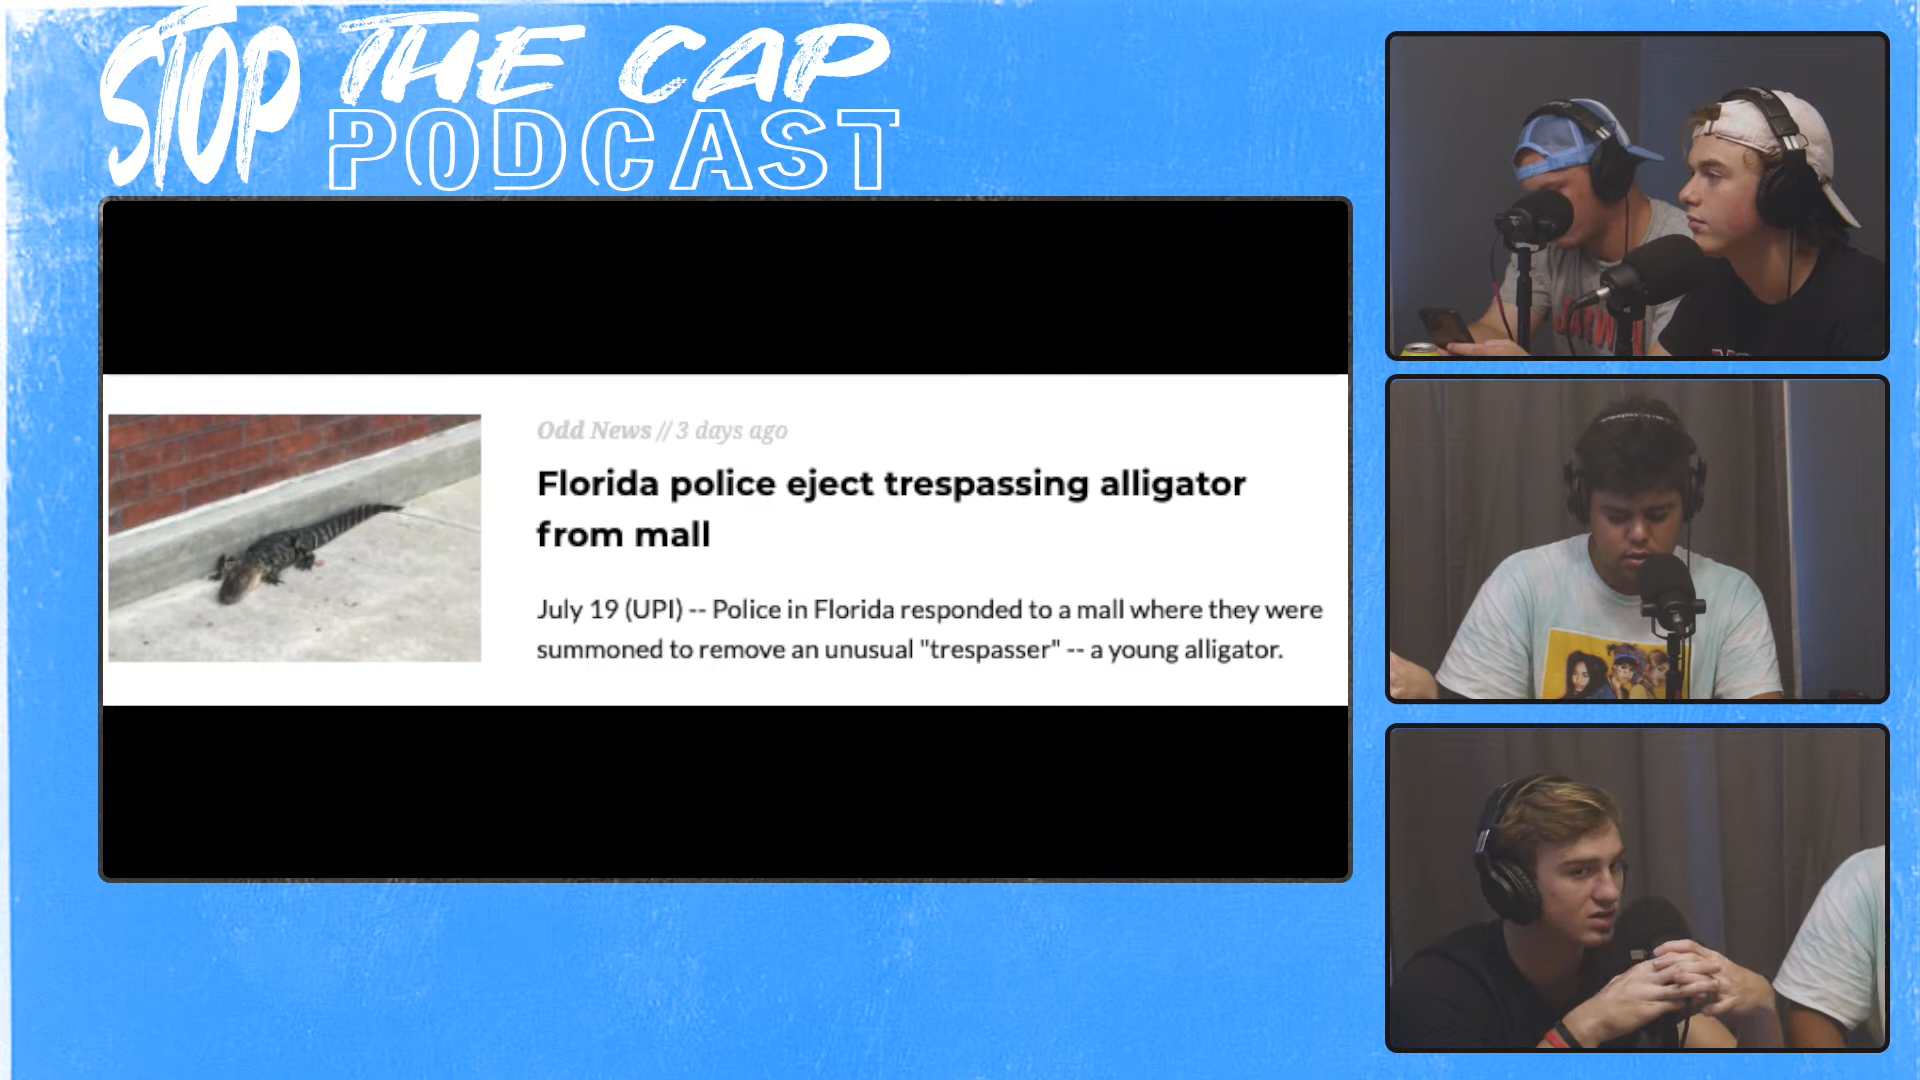 STOP THE CAP
PODCAST
Odd News // 3 days ago
Florida police eject trespassing alligator
from mall
July 19 (UPI) -- Police in Florida responded to a mall where they were
summoned to remove an unusual "trespasser" -- a young alligator.